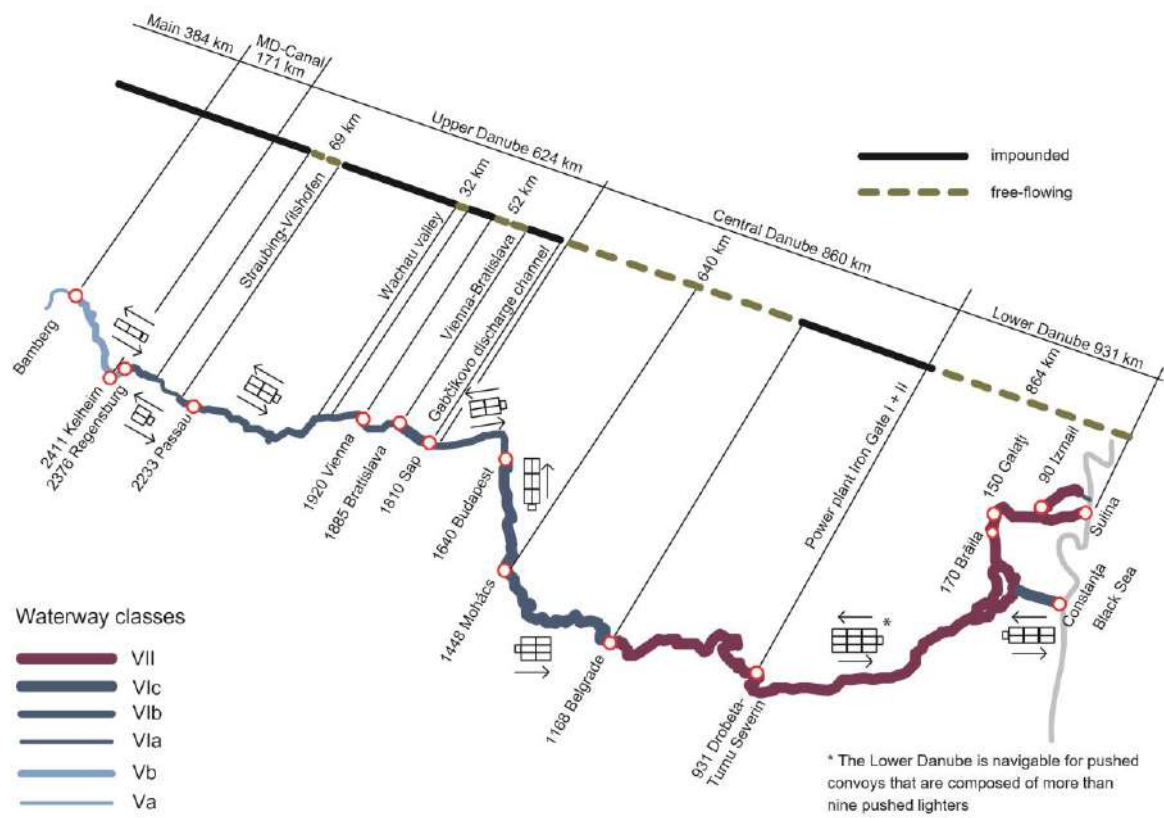 Main 384 km
MD-Canal
171 km
Upper Danube 624 km
Central Danube 860 km
Lower Danube 931 km
69 km
32 km
52 km
640 km
864 km
impounded
free-flowing
Straubing-Vilshofen
Wachau valley
Vienna-Bratislava
Gabčíkovo discharge channel
Power plant Iron Gate I + II
Bamberg
2411 Kelheim
2376 Regensburg
2233 Passau
1920 Vienna
1885 Bratislava
1810 Sap
1640 Budapest
1448 Mohács
1168 Belgrade
931 Drobeta-
Turnu Severin
170 Brăila
150 Galaţ
90 Izmail
Sulina
Constanţa
Black Sea
*
Waterway classes
VII
VIc
VIb
VIa
Vb
Va
* The Lower Danube is navigable for pushed
convoys that are composed of more than
nine pushed lighters